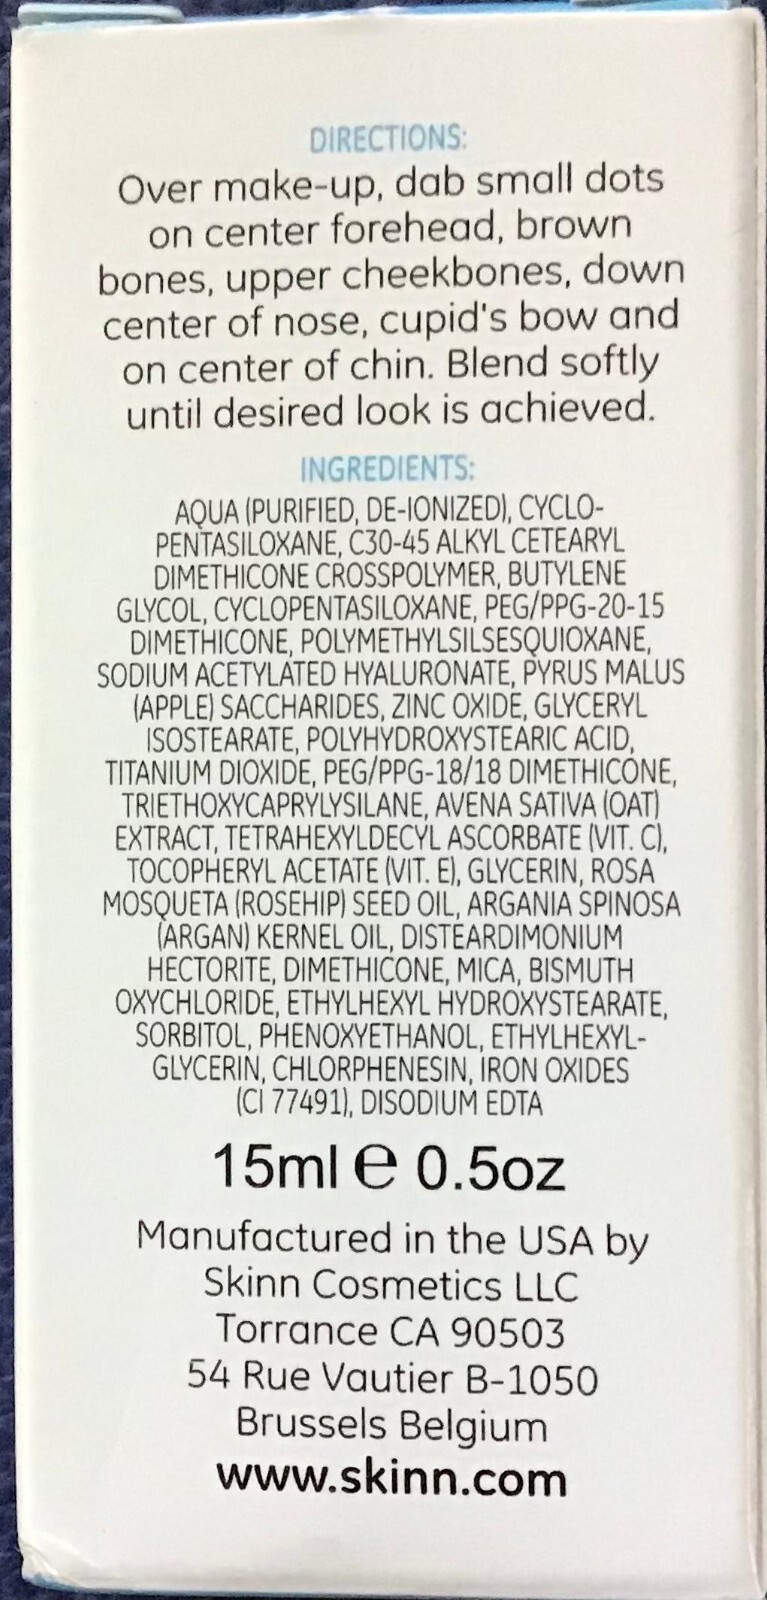 DIRECTIONS:
Over make-up, dab small dots
on center forehead, brown
bones, upper cheekbones, down
center of nose, cupid's bow and
on center of chin. Blend softly
until desired look is achieved.
INGREDIENTS:
AQUA (PURIFIED, DE-IONIZED), CYCLO-
PENTASILOXANE, C30-45 ALKYL CETEARYL
DIMETHICONE CROSSPOLYMER, BUTYLENE
GLYCOL, CYCLOPENTASILOXANE, PEG/PPG-20-15
DIMETHICONE, POLYMETHYLSILSESQUIOXANE,
SODIUM ACETYLATED HYALURONATE, PYRUS MALUS
(APPLE) SACCHARIDES, ZINC OXIDE, GLYCERYL
ISOSTEARATE, POLYHYDROXYSTEARIC ACID,
TITANIUM DIOXIDE, PEG/PPG-18/18 DIMETHICONE,
TRIETHOXYCAPRYLYSILANE, AVENA SATIVA (OAT)
EXTRACT, TETRAHEXYLDECYL ASCORBATE (VIT. C),
TOCOPHERYL ACETATE (VIT. E), GLYCERIN, ROSA
MOSQUETA (ROSEHIP) SEED OIL, ARGANIA SPINOSA
(ARGAN) KERNEL OIL, DISTEARDIMONIUM
HECTORITE, DIMETHICONE, MICA, BISMUTH
OXYCHLORIDE, ETHYLHEXYL HYDROXYSTEARATE,
SORBITOL, PHENOXYETHANOL, ETHYLHEXYL-
GLYCERIN, CHLORPHENESIN, IRON OXIDES
(CI 77491), DISODIUM EDTA
15ml e 0.5oz
Manufactured in the USA by
Skinn Cosmetics LLC
Torrance CA 90503
54 Rue Vautier B-1050
Brussels Belgium
www.skinn.com